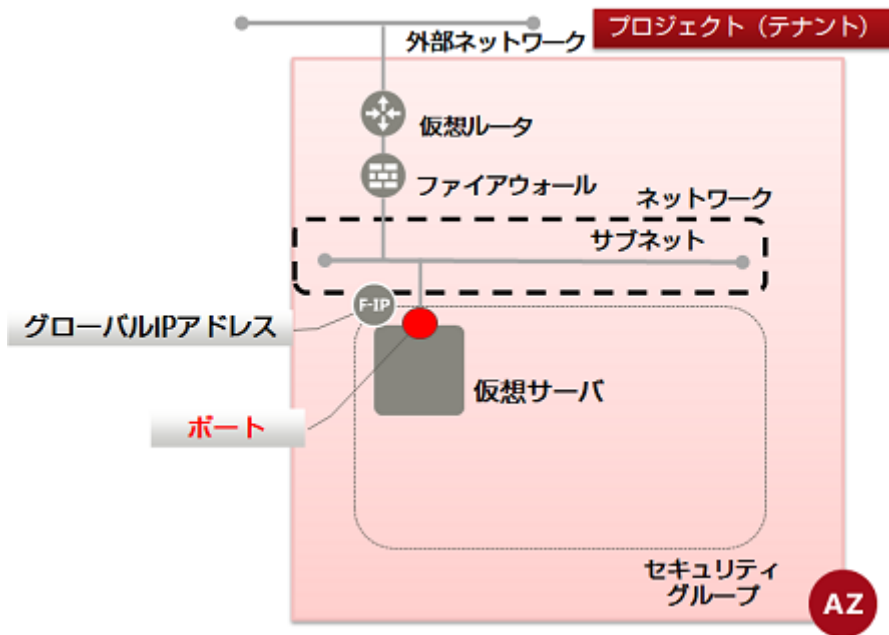 プロジェクト（テナント）
外部ネットワーク
仮想ルータ
ファイアウォール
ネットワーク
サブネット
F-IP
グローバルIPアドレス
仮想サーバ
ポート
セキュリティ
グループ
AZ